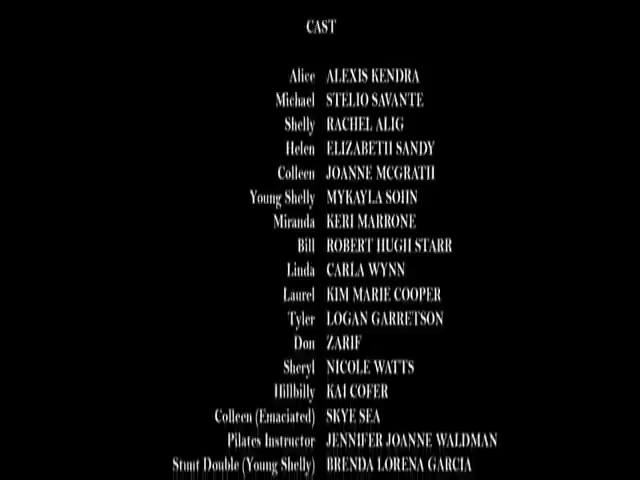 CAST
Alice ALEXIS KENDRA
Michael STELIO SAVANTE
Shelly RACHEL ALIG
Helen ELIZABETH SANDY
Colleen JOANNE MCGRATH
Young Shelly MYKAYLA SOHN
Miranda KERI MARRONE
Bill ROBERT HUGH STARR
Linda CARLA WYNN
Laurel KIM MARIE COOPER
Tyler LOGAN GARRETSON
Don ZARIF
Sheryl NICOLE WATTS
Hillbilly KAI COFER
Colleen (Emaciated) SKYE SEA
Pilates Instructor JENNIFER JOANNE WALDMAN
Stunt Double (Young Shelly) BRENDA LORENA GARCIA